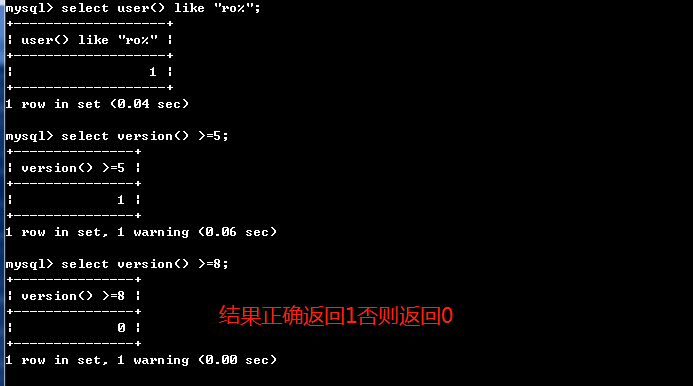 mysql> select user() like "ro%";
+-------------------+
| user() like "ro%" |
+-------------------+
|                 1 |
+-------------------+
1 row in set (0.04 sec)
mysql> select version() >=5;
+---------------+
| version() >=5 |
+---------------+
|             1 |
+---------------+
1 row in set, 1 warning (0.06 sec)
mysql> select version() >=8;
+---------------+
| version() >=8 |
+---------------+
|             0 |
+---------------+
结果正确返回1否则返回0
1 row in set, 1 warning (0.00 sec)